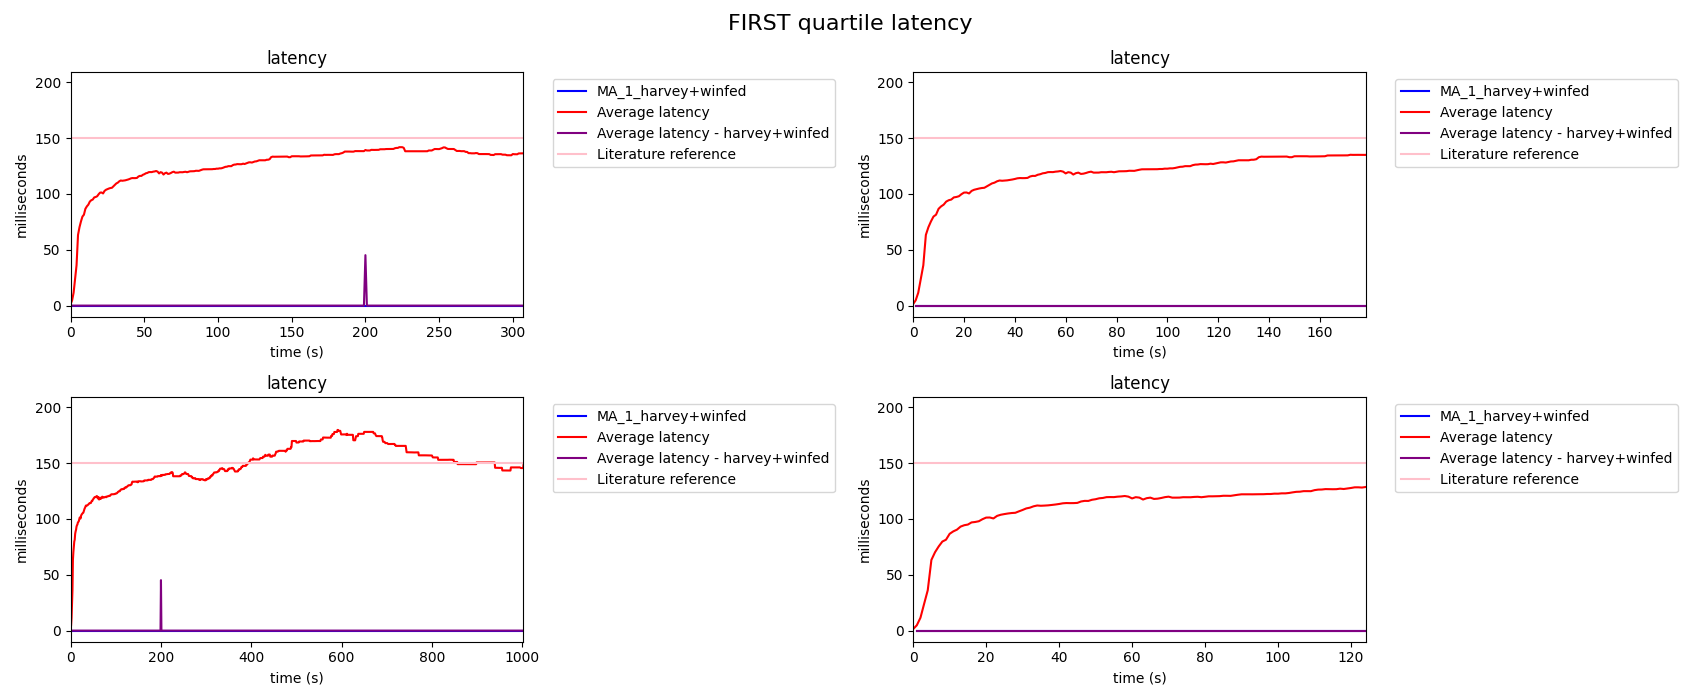 FIRST quartile latency
latency
200
150
100
50
0
milliseconds
0 50 100 150 200 250 300
time (s)
MA_1_harvey+winfed
Average latency
Average latency - harvey+winfed
Literature reference
latency
200
150
100
50
0
milliseconds
0 20 40 60 80 100 120 140 160
time (s)
MA_1_harvey+winfed
Average latency
Average latency - harvey+winfed
Literature reference
latency
200
150
100
50
0
milliseconds
0 200 400 600 800 1000
time (s)
MA_1_harvey+winfed
Average latency
Average latency - harvey+winfed
Literature reference
latency
200
150
100
50
0
milliseconds
0 20 40 60 80 100 120
time (s)
MA_1_harvey+winfed
Average latency
Average latency - harvey+winfed
Literature reference